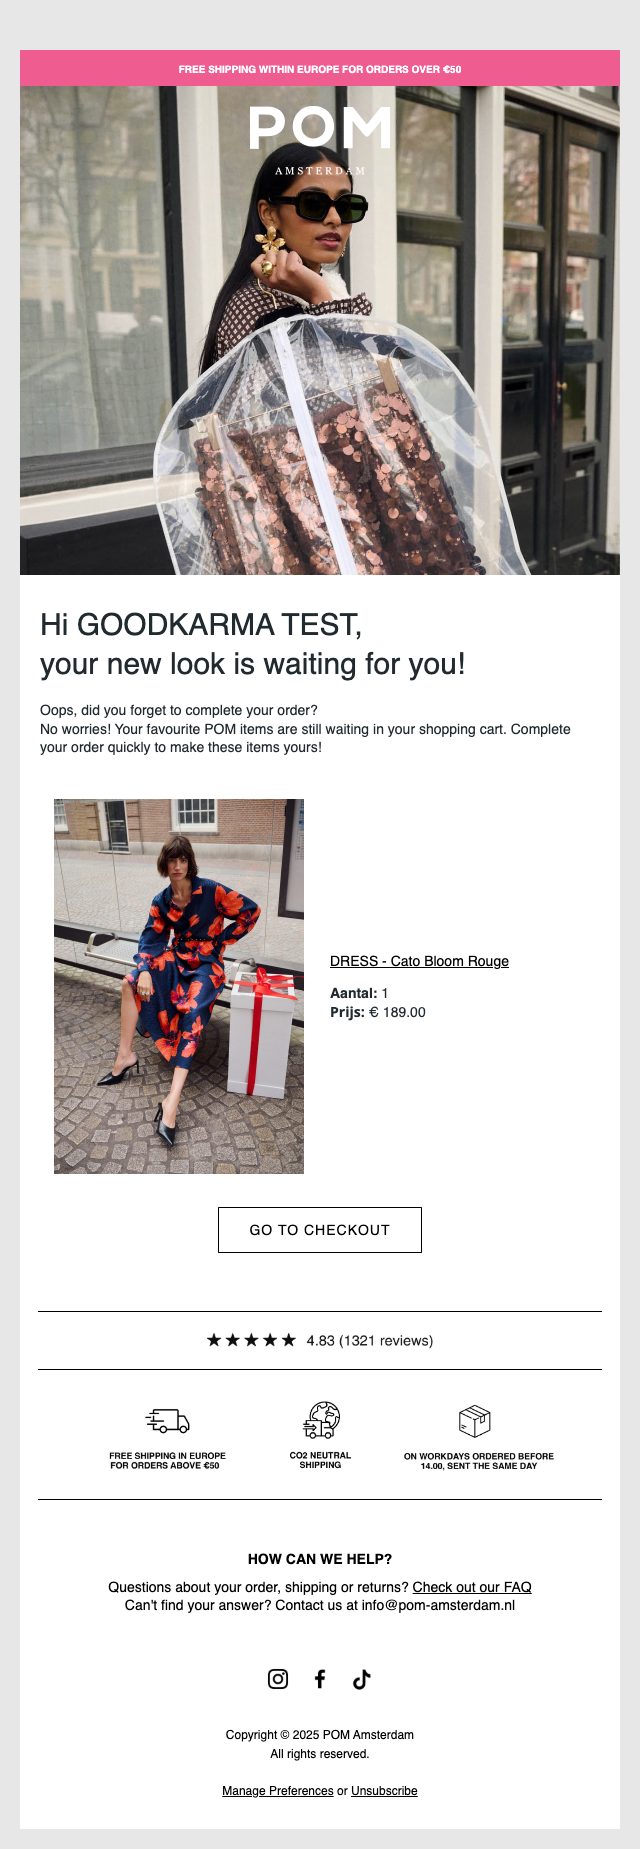 FREE SHIPPING WITHIN EUROPE FOR ORDERS OVER €50
POM
AMSTERDAM
Hi GOODKARMA TEST,
your new look is waiting for you!
Oops, did you forget to complete your order?
No worries! Your favourite POM items are still waiting in your shopping cart. Complete
your order quickly to make these items yours!
DRESS - Cato Bloom Rouge
Aantal: 1
Prijs: € 189.00
GO TO CHECKOUT
4.83 (1321 reviews)
FREE SHIPPING IN EUROPE
FOR ORDERS ABOVE €50
CO2 NEUTRAL
SHIPPING
ON WORKDAYS ORDERED BEFORE
14.00, SENT THE SAME DAY
HOW CAN WE HELP?
Questions about your order, shipping or returns? Check out our FAQ
Can't find your answer? Contact us at info@pom-amsterdam.nl
Copyright © 2025 POM Amsterdam
All rights reserved.
Manage Preferences or Unsubscribe